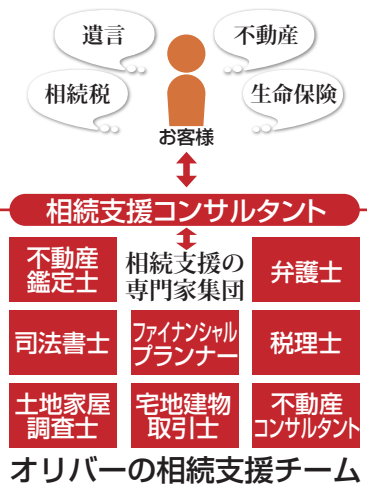 遺言
不動産
相続税
生命保険
お客様
相続支援コンサルタント
不動産
鑑定士
相続支援の
専門家集団
弁護士
司法書士
ファイナンシャル
プランナー
税理士
土地家屋
調査士
宅地建物
取引士
不動産
コンサルタント
オリバーの相続支援チーム